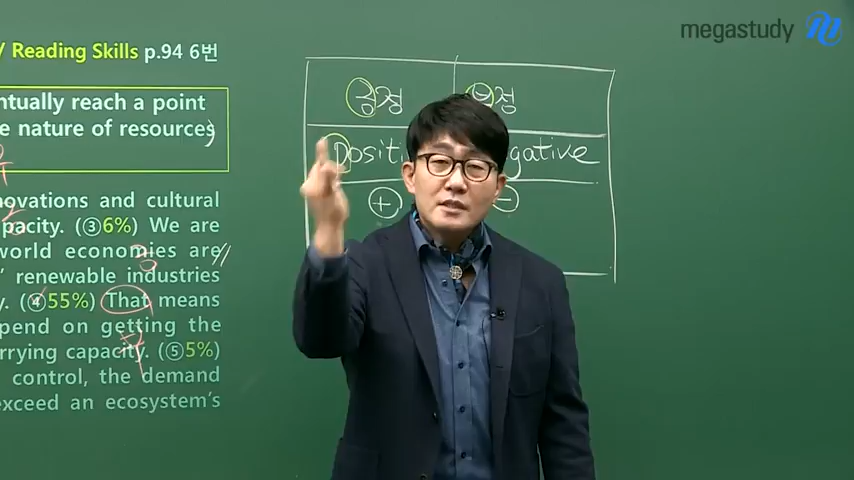 megastudy
Reading Skills p.94 6번
ntually reach a point
e nature of resources
novations and cultural
pacity. (③6%) We are
world economies are
renewable industries
y. (④55%) That means
pend on getting the
rrying capacity. (⑤5%)
control, the demand
exceed an ecosystem's
긍정 부정
Positi gative
+ −